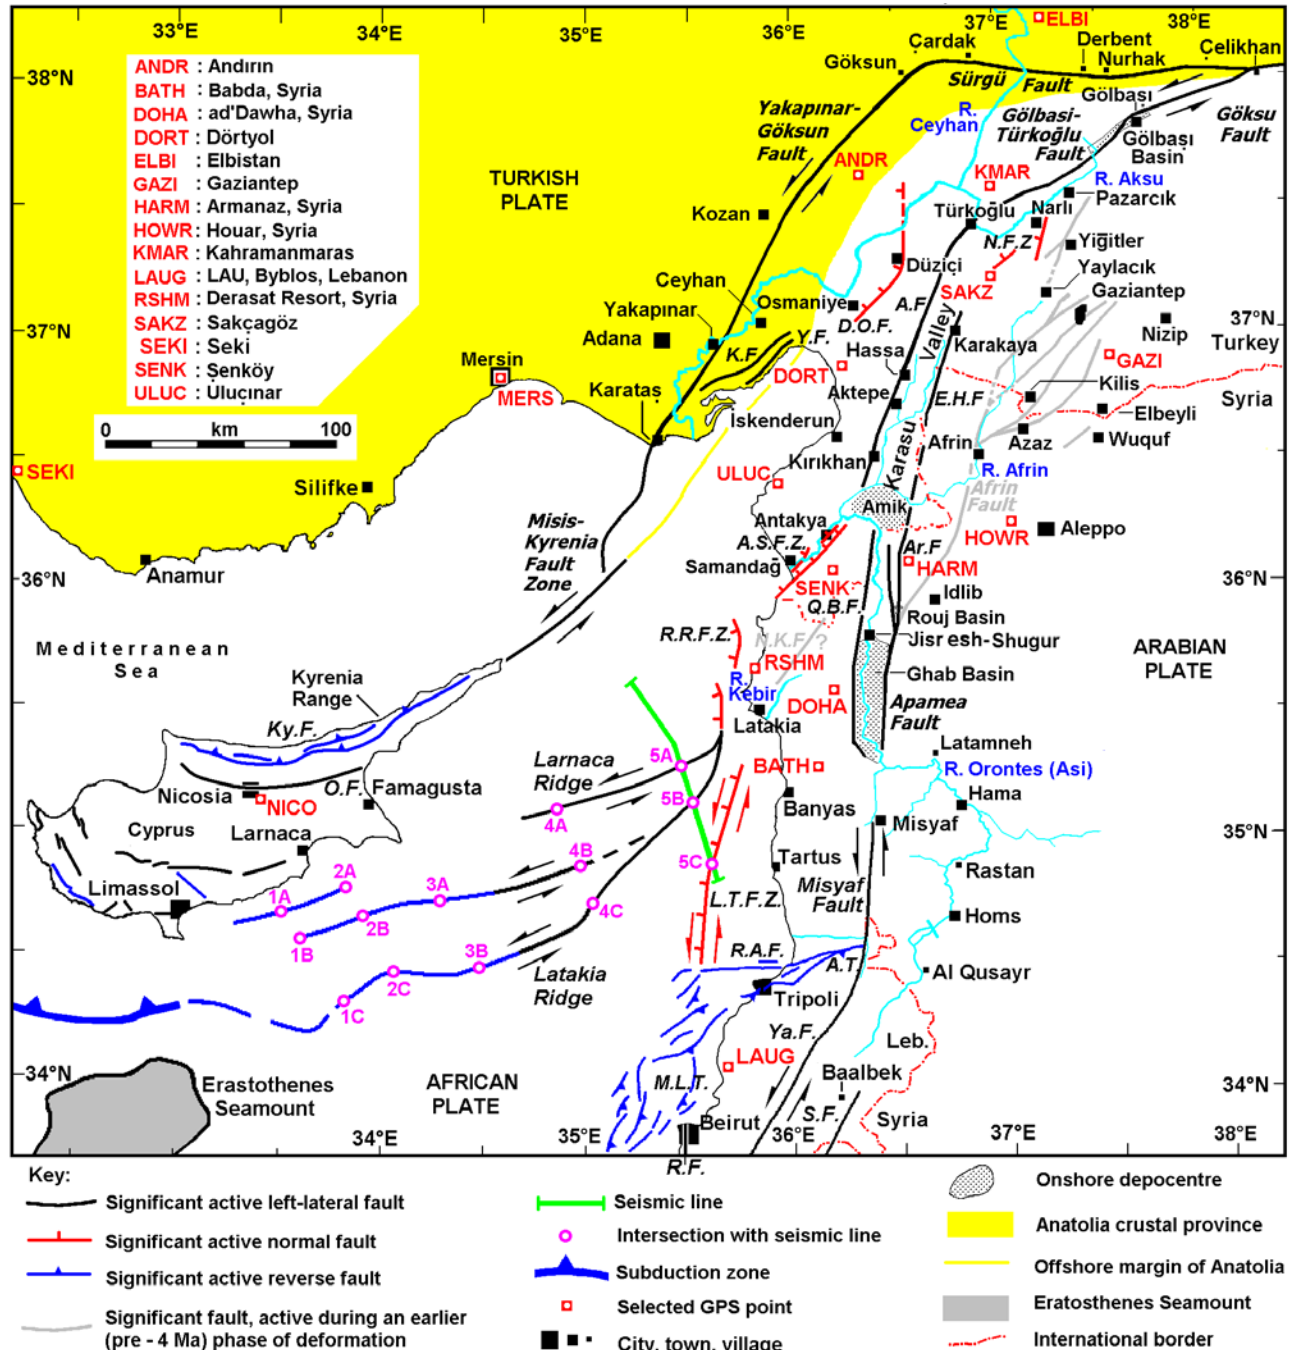 33°E
34°E
35°E
36°E
37°E
38°E
ELBI
38°N
ANDR : Andırın
BATH : Babda, Syria
DOHA : ad'Dawha, Syria
DORT : Dörtyol
ELBI : Elbistan
GAZI : Gaziantep
HARM : Armanaz, Syria
HOWR : Houar, Syria
KMAR : Kahramanmaras
LAUG : LAU, Byblos, Lebanon
RSHM : Derasat Resort, Syria
SAKZ : Sakçagöz
SEKI : Seki
SENK : Şenköy
ULUC : Uluçınar
0 km 100
Çardak
Derbent
Nurhak
Çelikhan
Göksun
Sürgü
Fault
Gölbaşı
Yakapınar-
Göksun
Fault
R.
Ceyhan
Gölbasi-
Türkoğlu
Fault
Göksu
Fault
Gölbaşı
Basin
ANDR
KMAR
R. Aksu
TURKISH
PLATE
Pazarcık
Kozan
Türkoğlu
Narlı
N.F.Z
Yiğitler
Düziçi
Yaylacık
Ceyhan
SAKZ
Gaziantep
Osmaniye
A.F
Yakapınar
37°N
Adana
D.O.F.
Y.F.
K.F.
Hassa
Valley
Karakaya
Nizip
37°N
Turkey
Mersin
MERS
DORT
GAZI
Karataş
Aktepe
Kilis
Syria
E.H.F
Elbeyli
İskenderun
Karasu
Afrin
Azaz
Wuquf
SEKI
Kırıkhan
R. Afrin
ULUC
Silifke
Afrin
Fault
Amik
Misis-
Kyrenia
Fault
Zone
Antakya
HOWR
Aleppo
A.S.F.Z.
Ar.F
Samandağ
HARM
36°N
Anamur
SENK
36°N
Idlib
Q.B.F.
Rouj Basin
Mediterranean
Sea
R.R.F.Z.
N.K.F. ?
Jisr esh-Shugur
ARABIAN
PLATE
RSHM
Kyrenia
Range
R.
Kebir
Ghab Basin
DOHA
Apamea
Fault
Ky.F.
Latakia
Latamneh
Larnaca
Ridge
5A
BATH
R. Orontes (Asi)
Nicosia
O.F.
Famagusta
NICO
5B
Banyas
Hama
4A
Misyaf
Cyprus
Larnaca
35°N
4B
Tartus
5C
Limassol
2A
1A
3A
Misyaf
Fault
Rastan
4C
L.T.F.Z.
2B
Homs
1B
3B
R.A.F.
A.T.
Latakia
Ridge
2C
Al Qusayr
1C
Tripoli
Ya.F.
Leb.
34°N
LAUG
Erastothenes
Seamount
AFRICAN
PLATE
M.L.T.
Baalbek
34°N
S.F.
Syria
Beirut
34°E
35°E
36°E
37°E
38°E
R.F.
Key:
Significant active left-lateral fault
Significant active normal fault
Significant active reverse fault
Significant fault, active during an earlier
(pre - 4 Ma) phase of deformation
Seismic line
Intersection with seismic line
Subduction zone
Selected GPS point
City, town, village
Onshore depocentre
Anatolia crustal province
Offshore margin of Anatolia
Eratosthenes Seamount
International border